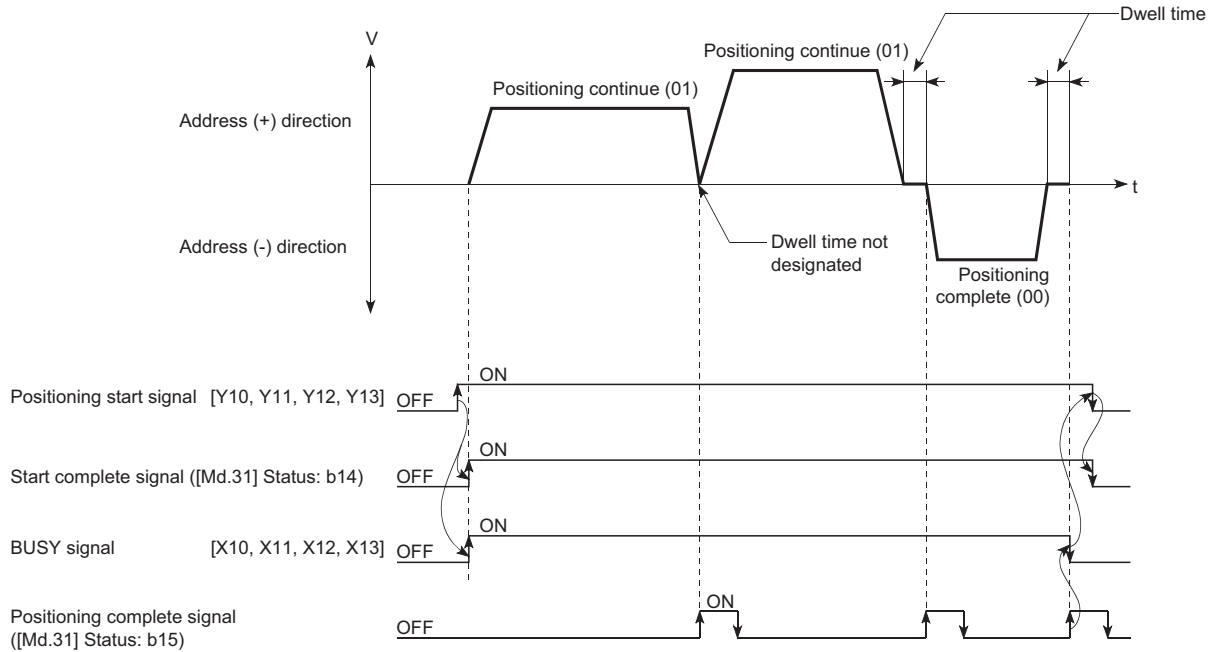 Dwell time
V
Positioning continue (01)
Positioning continue (01)
Address (+) direction
t
Address (-) direction
Dwell time not
designated
Positioning
complete (00)
ON
Positioning start signal [Y10, Y11, Y12, Y13] OFF
ON
Start complete signal ([Md.31] Status: b14) OFF
ON
BUSY signal [X10, X11, X12, X13] OFF
ON
Positioning complete signal
([Md.31] Status: b15)
OFF